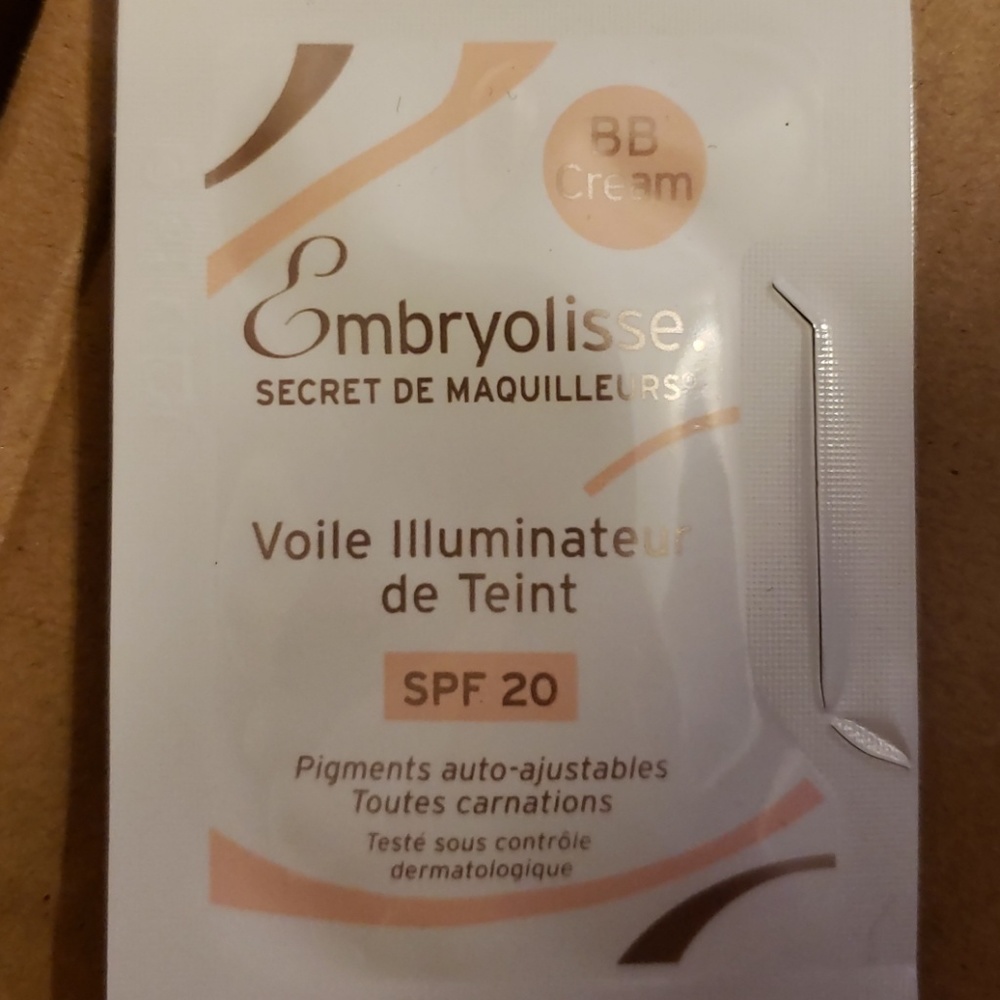 BB
Cream
Embryolisse.
SECRET DE MAQUILLEURS®
Voile Illuminateur
de Teint
SPF 20
Pigments auto-ajustables
Toutes carnations
Testé sous contrôle
dermatologique